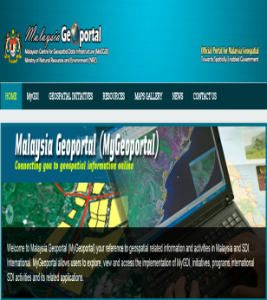 Malaysia Geoportal
Malaysian Centre for Geospatial Data Infrastructure (MaCGDI)
Ministry of Natural Resource and Environment (NRE)
Official Portal for Malaysia Geospatial
Towards Spatially Enabled Government
HOME MyGDI GEOSPATIAL INITIATIVES RESOURCES MAPS GALLERY NEWS CONTACT US
Malaysia Geoportal (MyGeoportal)
Connecting you to geospatial information online
Welcome to Malaysia Geoportal (MyGeoportal) your reference to geospatial related information and activities in Malaysia and SDI
International. MyGeoportal allows users to explore, view and access the implementation of MyGDI, initiatives, programs, international
SDI activities and its related applications.